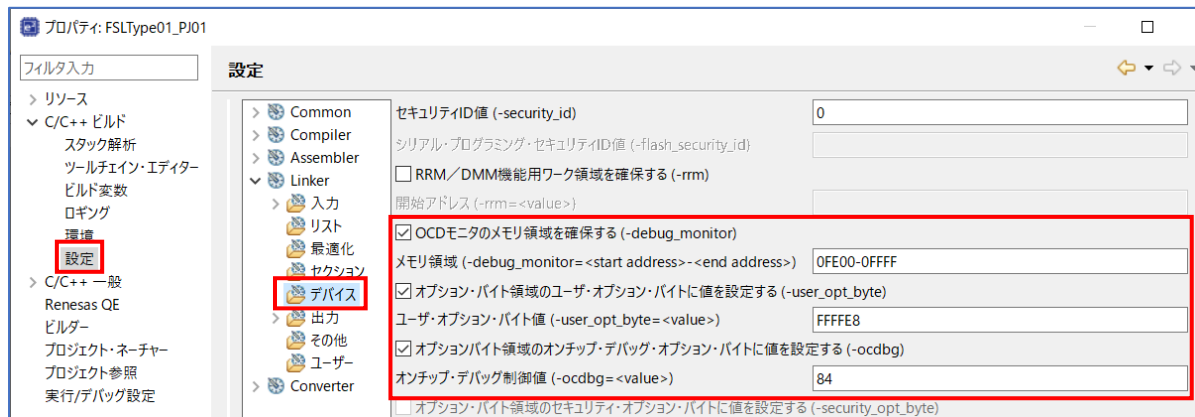 プロパティ: FSLType01_PJ01
フィルタ入力
設定
リソース
C/C++ ビルド
スタック解析
ツールチェイン・エディター
ビルド変数
ロギング
環境
設定
C/C++ 一般
Renesas QE
ビルダー
プロジェクト・ネーチャー
プロジェクト参照
実行/デバッグ設定
Common
Compiler
Assembler
Linker
入力
リスト
最適化
セクション
デバイス
出力
その他
ユーザー
Converter
セキュリティID値 (-security_id) 0
シリアル・プログラミング・セキュリティID値 (-flash_security_id)
RRM/DMM機能用ワーク領域を確保する (-rrm)
開始アドレス (-rrm=<value>)
OCDモニタのメモリ領域を確保する (-debug_monitor)
メモリ領域 (-debug_monitor=<start address>-<end address>) 0FE00-0FFFF
オプション・バイト領域のユーザ・オプション・バイトに値を設定する (-user_opt_byte)
ユーザ・オプション・バイト値 (-user_opt_byte=<value>) FFFFE8
オプションバイト領域のオンチップ・デバッグ・オプション・バイトに値を設定する (-ocdbg)
オンチップ・デバッグ制御値 (-ocdbg=<value>) 84
オプション・バイト領域のセキュリティ・オプション・バイトに値を設定する (-security_opt_byte)